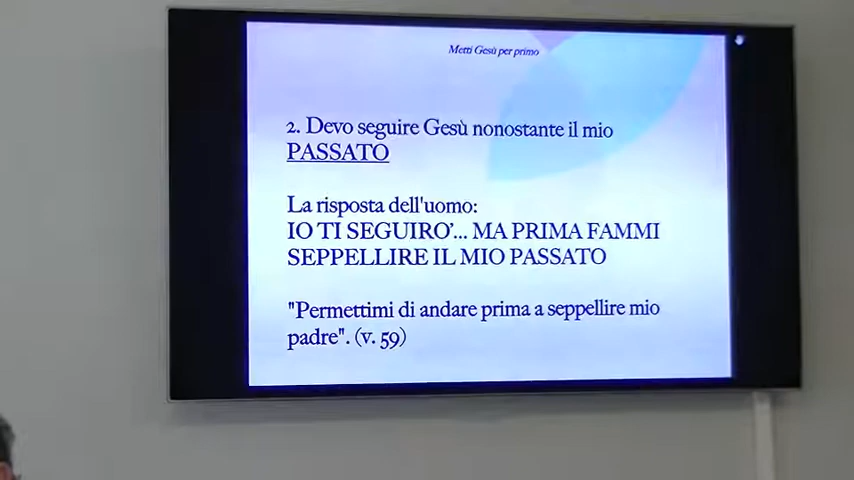 Metti Gesù per primo
2. Devo seguire Gesù nonostante il mio
PASSATO
La risposta dell'uomo:
IO TI SEGUIRO'... MA PRIMA FAMMI
SEPPELLIRE IL MIO PASSATO
"Permettimi di andare prima a seppellire mio
padre". (v. 59)